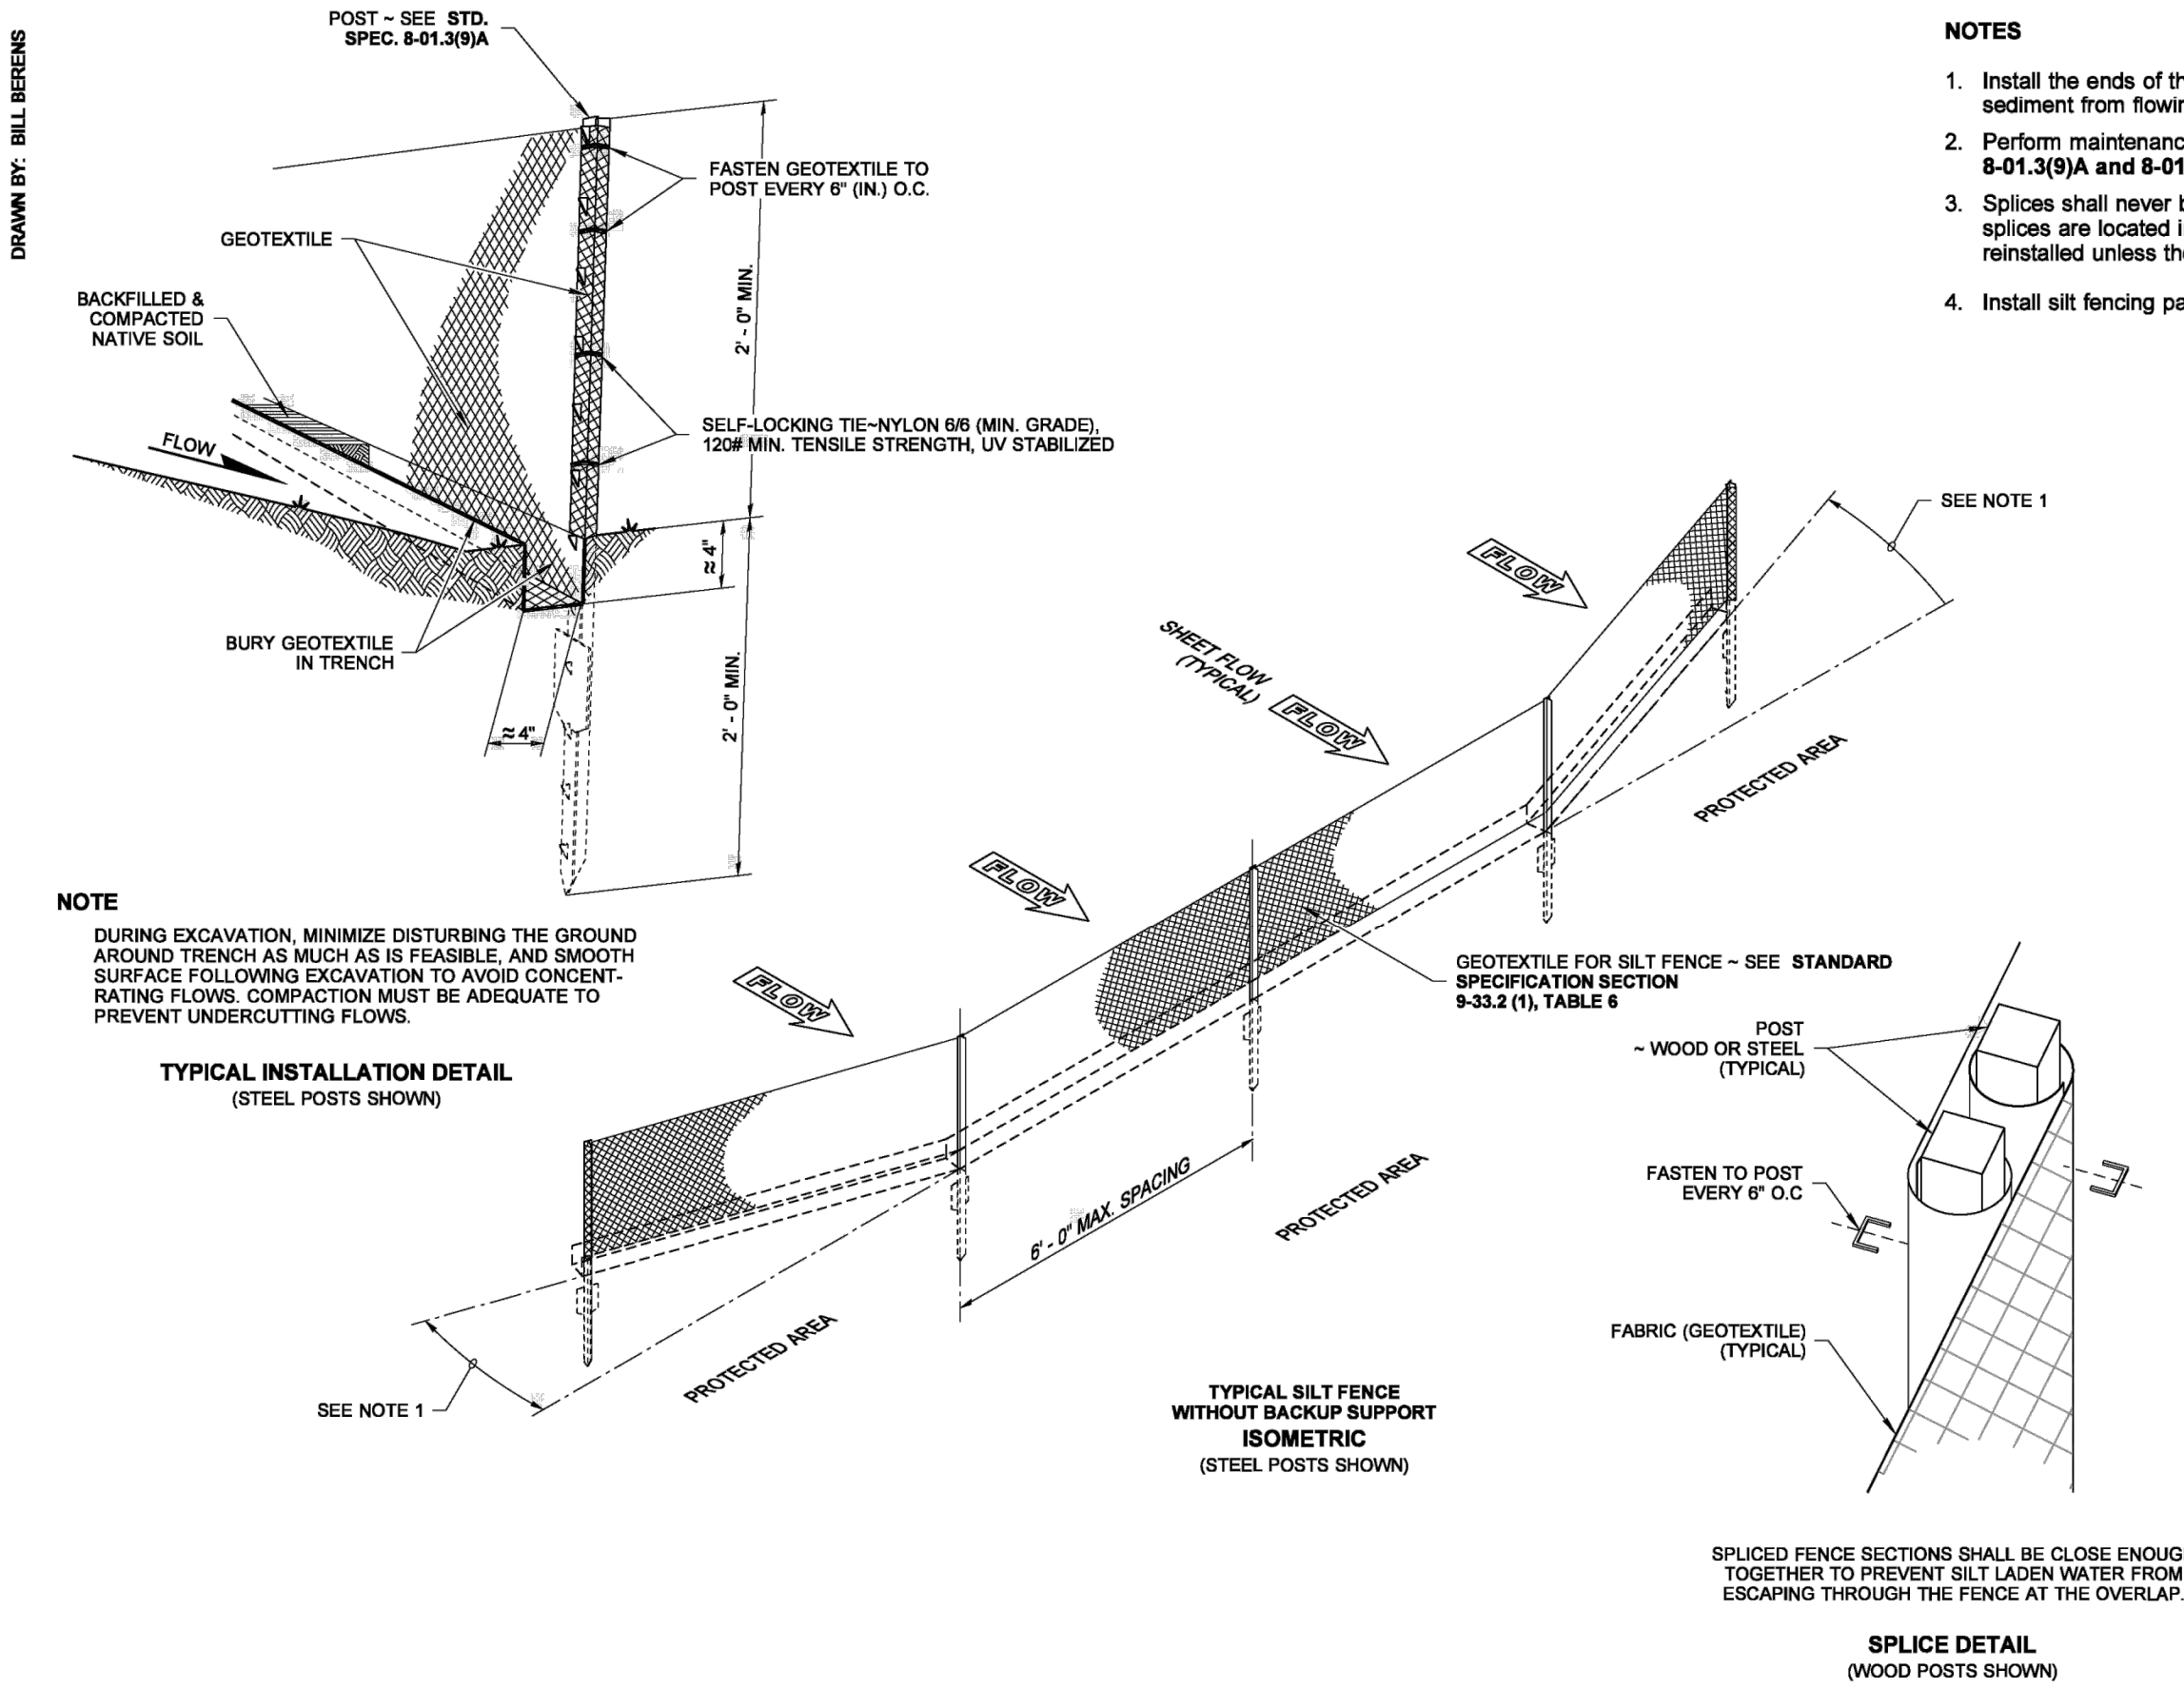 DRAWN BY: BILL BERENS
POST ~ SEE STD.
SPEC. 8-01.3(9)A
FASTEN GEOTEXTILE TO
POST EVERY 6" (IN.) O.C.
GEOTEXTILE
BACKFILLED &
COMPACTED
NATIVE SOIL
2' - 0" MIN.
FLOW
SELF-LOCKING TIE~NYLON 6/6 (MIN. GRADE),
120# MIN. TENSILE STRENGTH, UV STABILIZED
≈ 4"
BURY GEOTEXTILE
IN TRENCH
2' - 0" MIN.
≈ 4"
NOTE
DURING EXCAVATION, MINIMIZE DISTURBING THE GROUND
AROUND TRENCH AS MUCH AS IS FEASIBLE, AND SMOOTH
SURFACE FOLLOWING EXCAVATION TO AVOID CONCENT-
RATING FLOWS. COMPACTION MUST BE ADEQUATE TO
PREVENT UNDERCUTTING FLOWS.
TYPICAL INSTALLATION DETAIL
(STEEL POSTS SHOWN)
NOTES
1. Install the ends of th
sediment from flowin
2. Perform maintenanc
8-01.3(9)A and 8-01
3. Splices shall never b
splices are located i
reinstalled unless the
4. Install silt fencing pa
SEE NOTE 1
FLOW
SHEET FLOW
(TYPICAL)
FLOW
PROTECTED AREA
FLOW
FLOW
GEOTEXTILE FOR SILT FENCE ~ SEE STANDARD
SPECIFICATION SECTION
9-33.2 (1), TABLE 6
6' - 0" MAX. SPACING
PROTECTED AREA
PROTECTED AREA
SEE NOTE 1
TYPICAL SILT FENCE
WITHOUT BACKUP SUPPORT
ISOMETRIC
(STEEL POSTS SHOWN)
POST
~ WOOD OR STEEL
(TYPICAL)
FASTEN TO POST
EVERY 6" O.C
FABRIC (GEOTEXTILE)
(TYPICAL)
SPLICED FENCE SECTIONS SHALL BE CLOSE ENOUG
TOGETHER TO PREVENT SILT LADEN WATER FROM
ESCAPING THROUGH THE FENCE AT THE OVERLAP.
SPLICE DETAIL
(WOOD POSTS SHOWN)